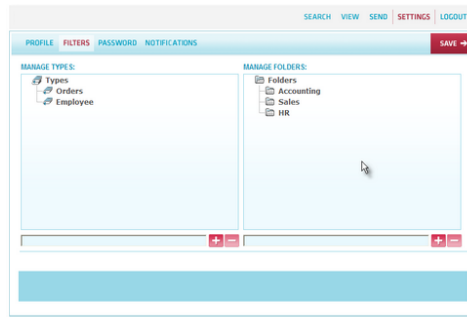 SEARCH VIEW SEND SETTINGS LOGOUT
PROFILE FILTERS PASSWORD NOTIFICATIONS SAVE →
MANAGE TYPES: MANAGE FOLDERS:
Types Folders
Orders Accounting
Employee Sales
HR